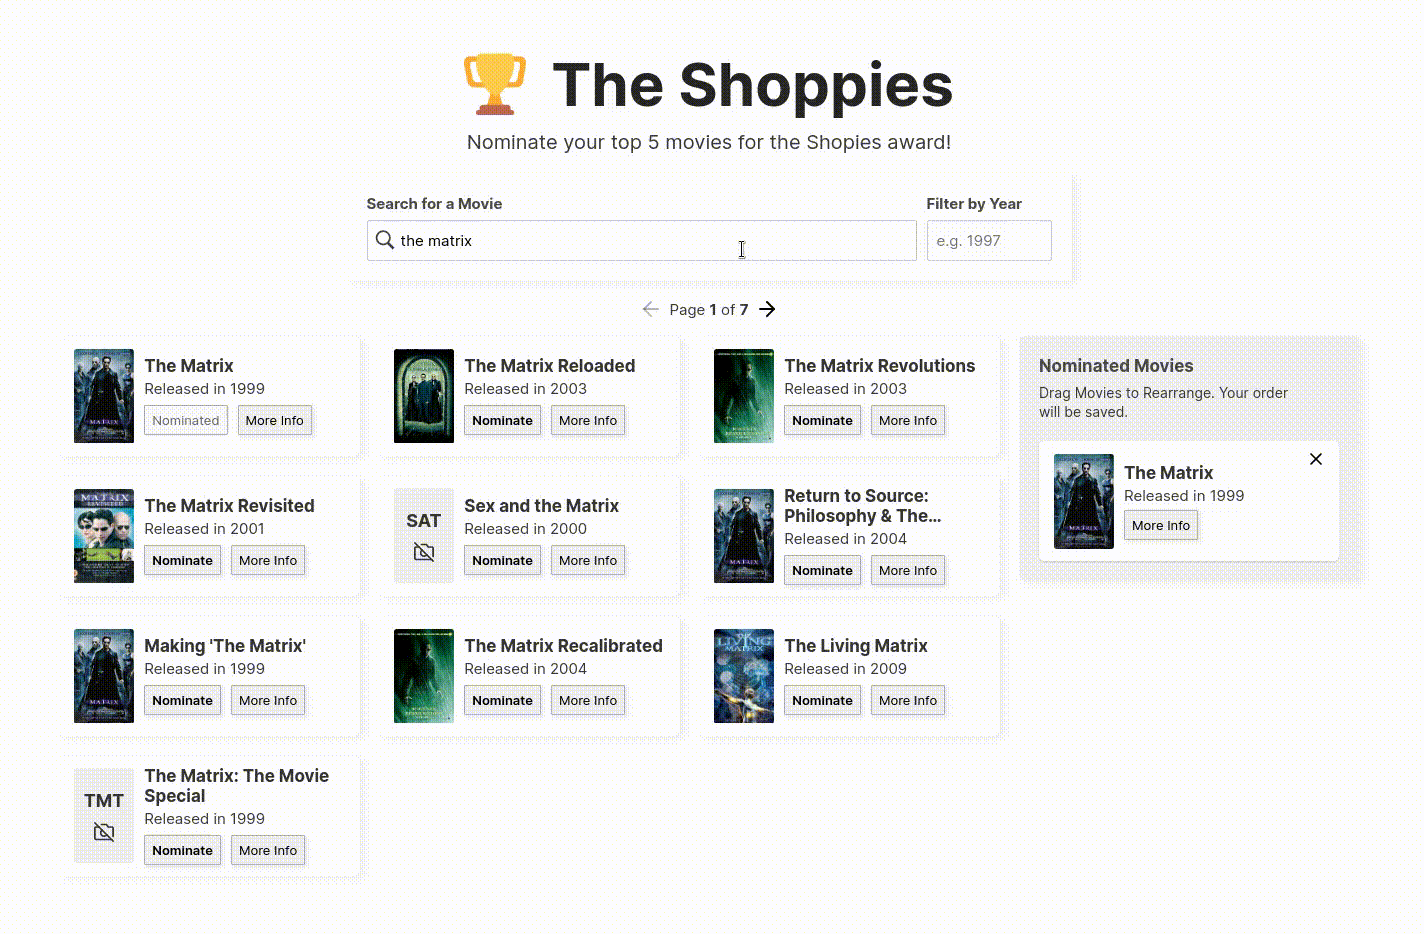 The Shoppies
Nominate your top 5 movies for the Shopies award!
Search for a Movie
Filter by Year
the matrix
e.g. 1997
Page 1 of 7
The Matrix
Released in 1999
Nominated
More Info
The Matrix Reloaded
Released in 2003
Nominate
More Info
The Matrix Revolutions
Released in 2003
Nominate
More Info
The Matrix Revisited
Released in 2001
Nominate
More Info
SAT
Sex and the Matrix
Released in 2000
Nominate
More Info
Return to Source:
Philosophy & The...
Released in 2004
Nominate
More Info
Making 'The Matrix'
Released in 1999
Nominate
More Info
The Matrix Recalibrated
Released in 2004
Nominate
More Info
The Living Matrix
Released in 2009
Nominate
More Info
TMT
The Matrix: The Movie
Special
Released in 1999
Nominate
More Info
Nominated Movies
Drag Movies to Rearrange. Your order
will be saved.
The Matrix
Released in 1999
More Info